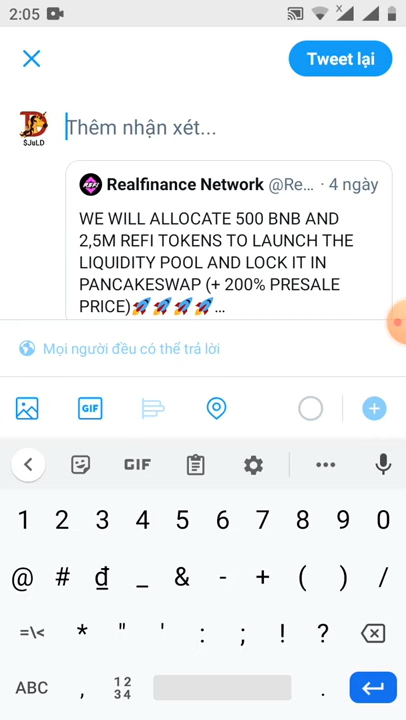 2:05
Tweet lại
Thêm nhận xét...
$JuLD
REFI
Realfinance Network @Re... · 4 ngày
WE WILL ALLOCATE 500 BNB AND
2,5M REFI TOKENS TO LAUNCH THE
LIQUIDITY POOL AND LOCK IT IN
PANCAKESWAP (+ 200% PRESALE
PRICE)🚀🚀🚀🚀...
Mọi người đều có thể trả lời
GIF
GIF
1 2 3 4 5 6 7 8 9 0
@ # ₫ _ & - + ( ) /
=\< * " ' : ; ! ?
ABC , 12 34 .